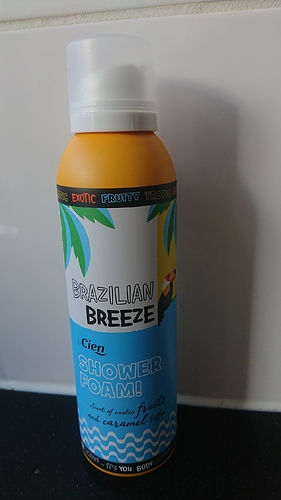 EXOTIC FRUITY
BRAZILIAN
BREEZE
Cien
SHOWER
FOAM!
Scent of exotic fruits
and caramel
IT'S YOU BODY